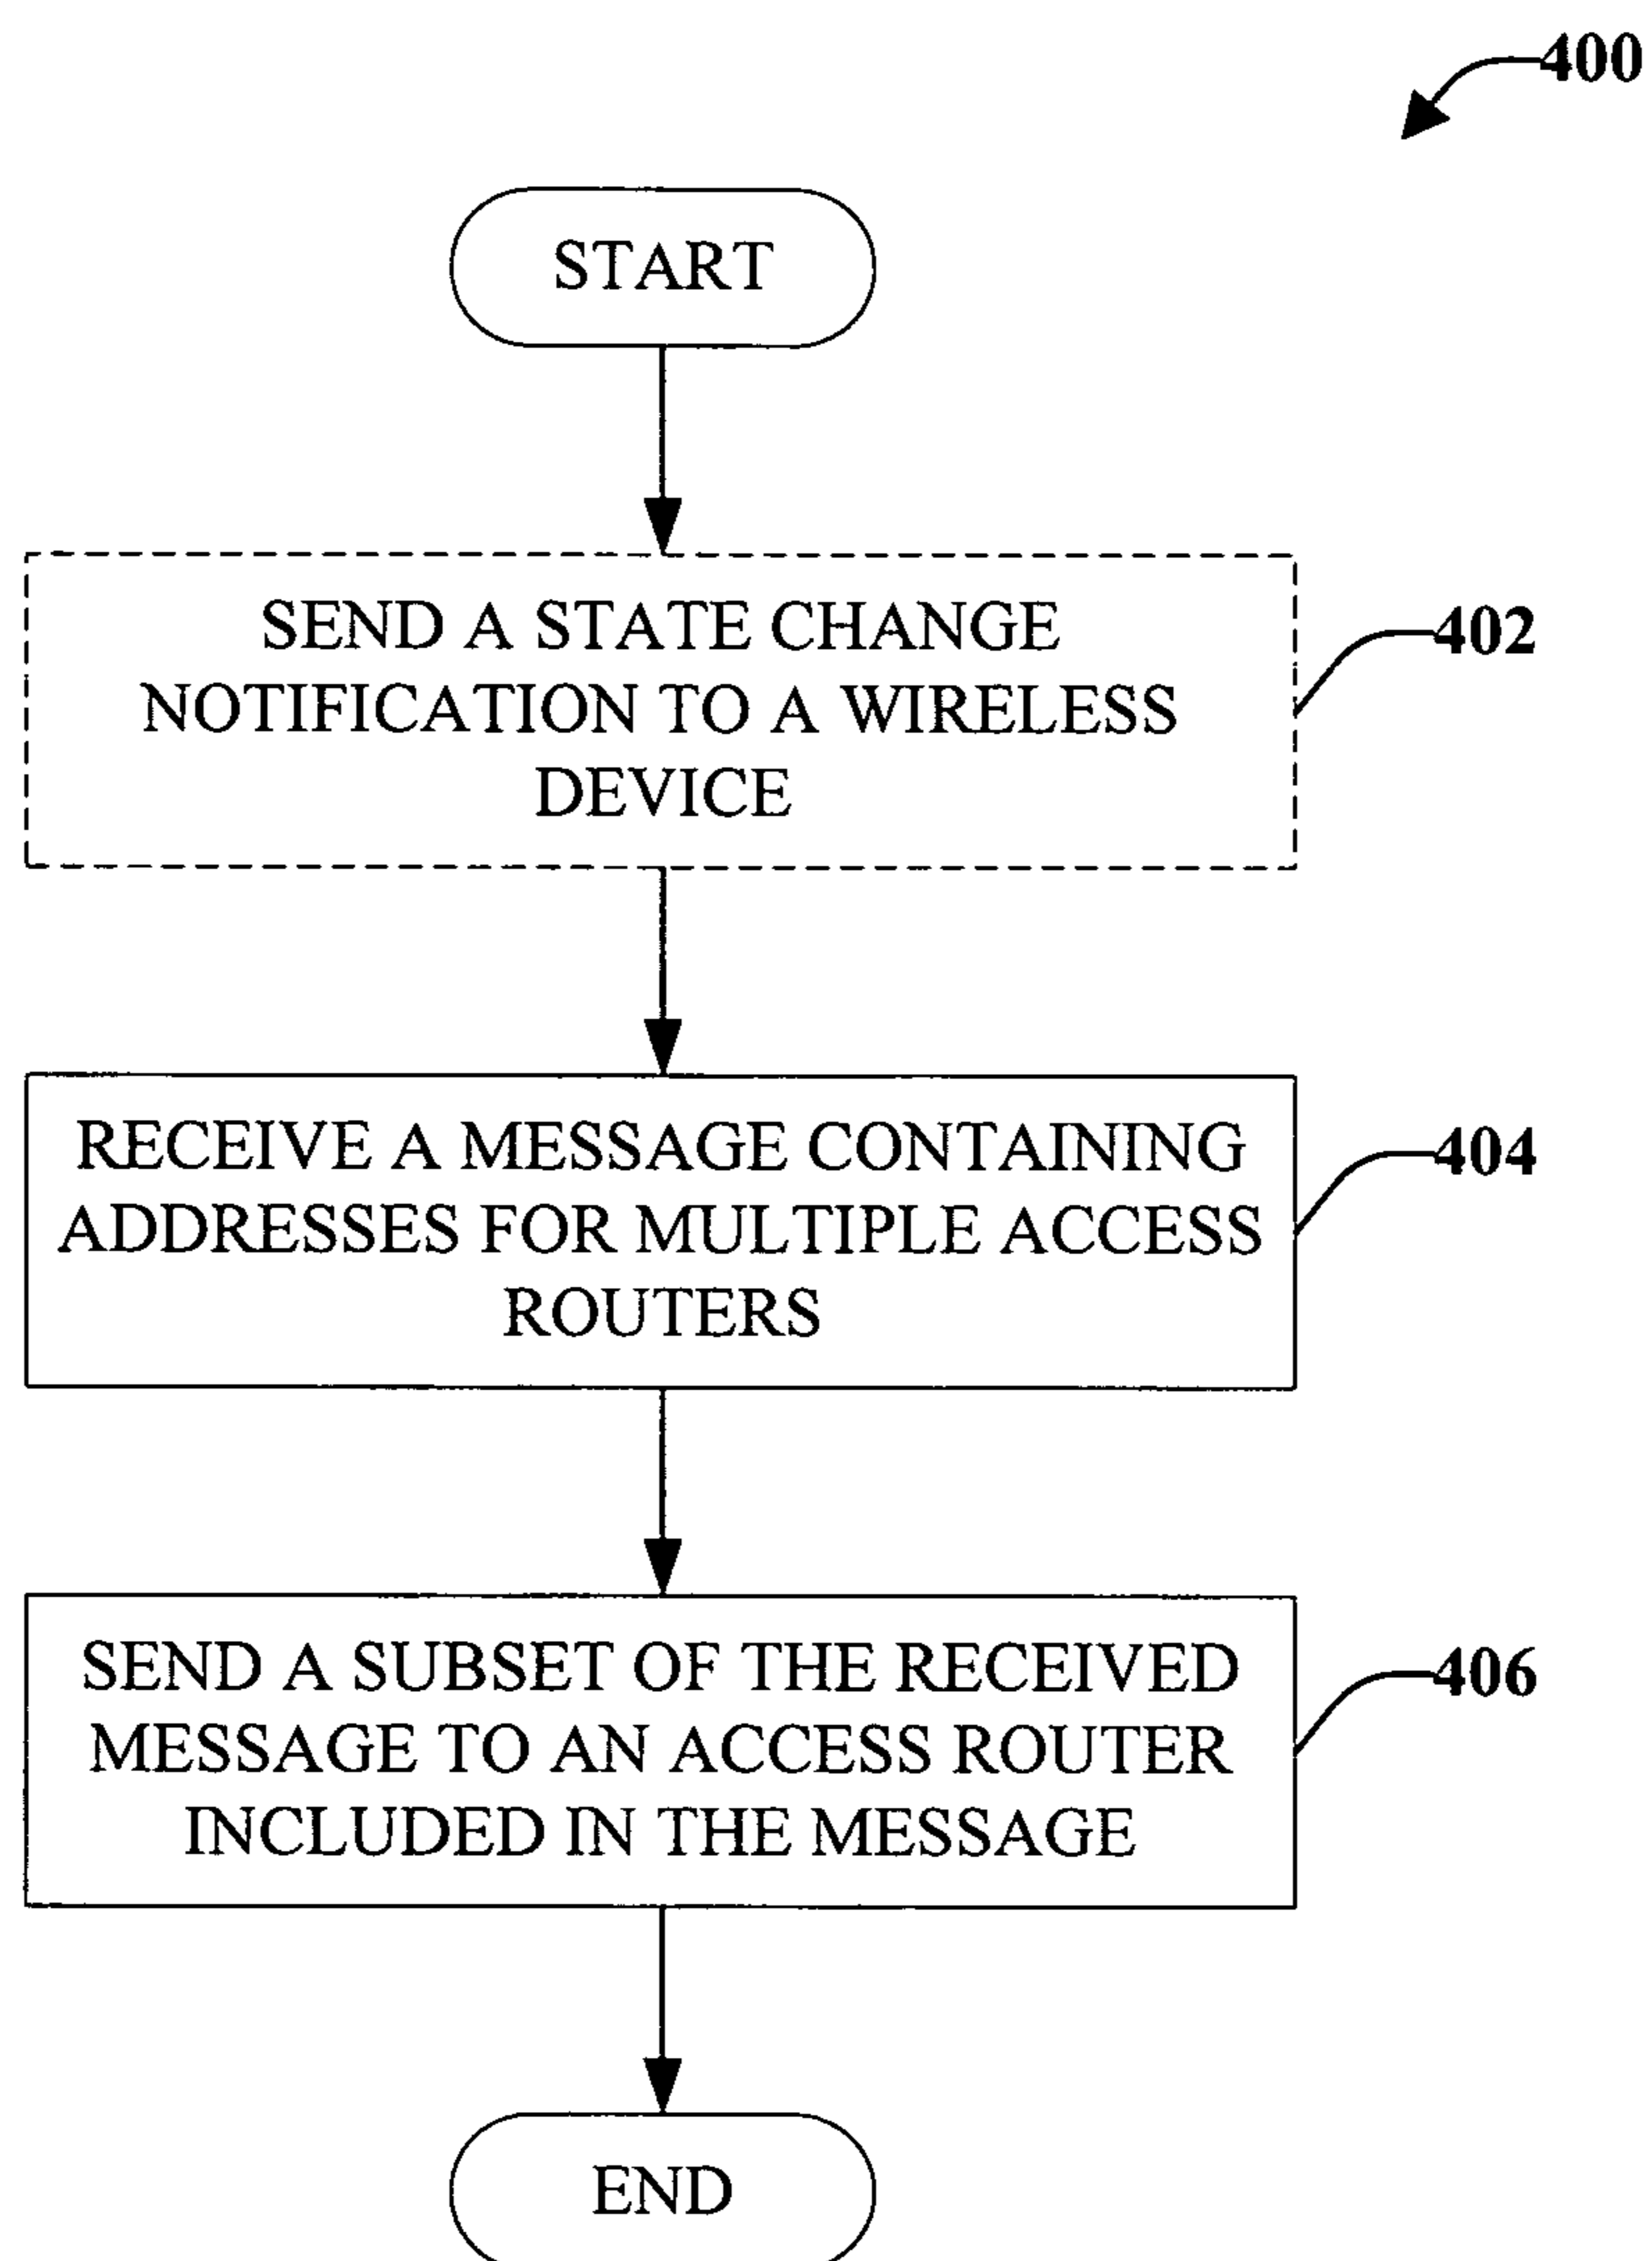 400
START
SEND A STATE CHANGE
NOTIFICATION TO A WIRELESS
DEVICE
402
RECEIVE A MESSAGE CONTAINING
ADDRESSES FOR MULTIPLE ACCESS
ROUTERS
404
SEND A SUBSET OF THE RECEIVED
MESSAGE TO AN ACCESS ROUTER
INCLUDED IN THE MESSAGE
406
END